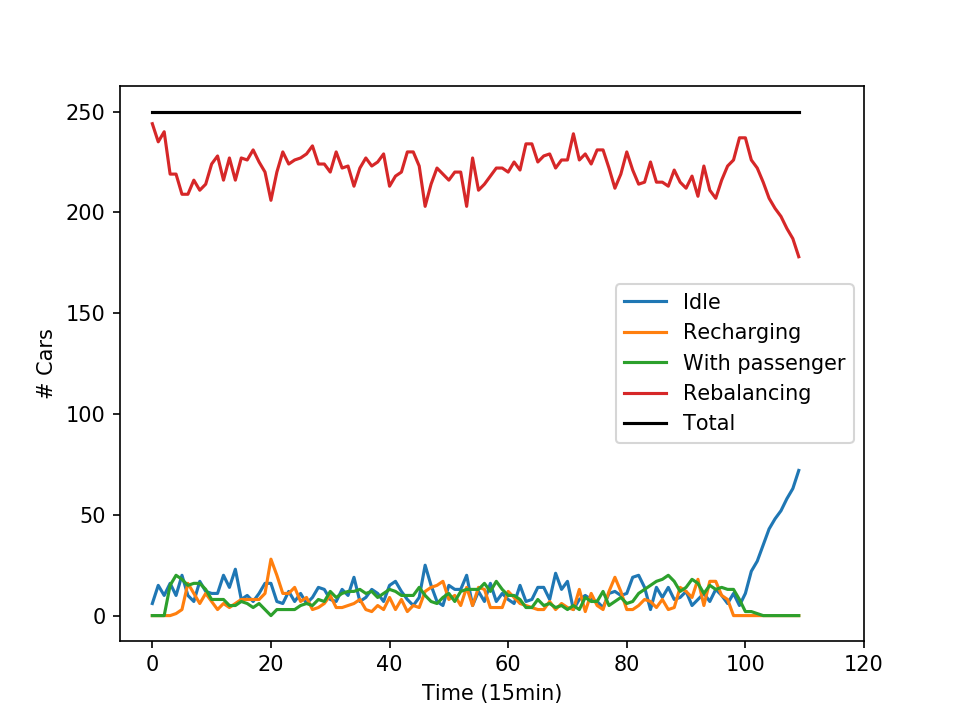 250
200
150
100
50
0
# Cars
Idle
Recharging
With passenger
Rebalancing
Total
0 20 40 60 80 100 120
Time (15min)